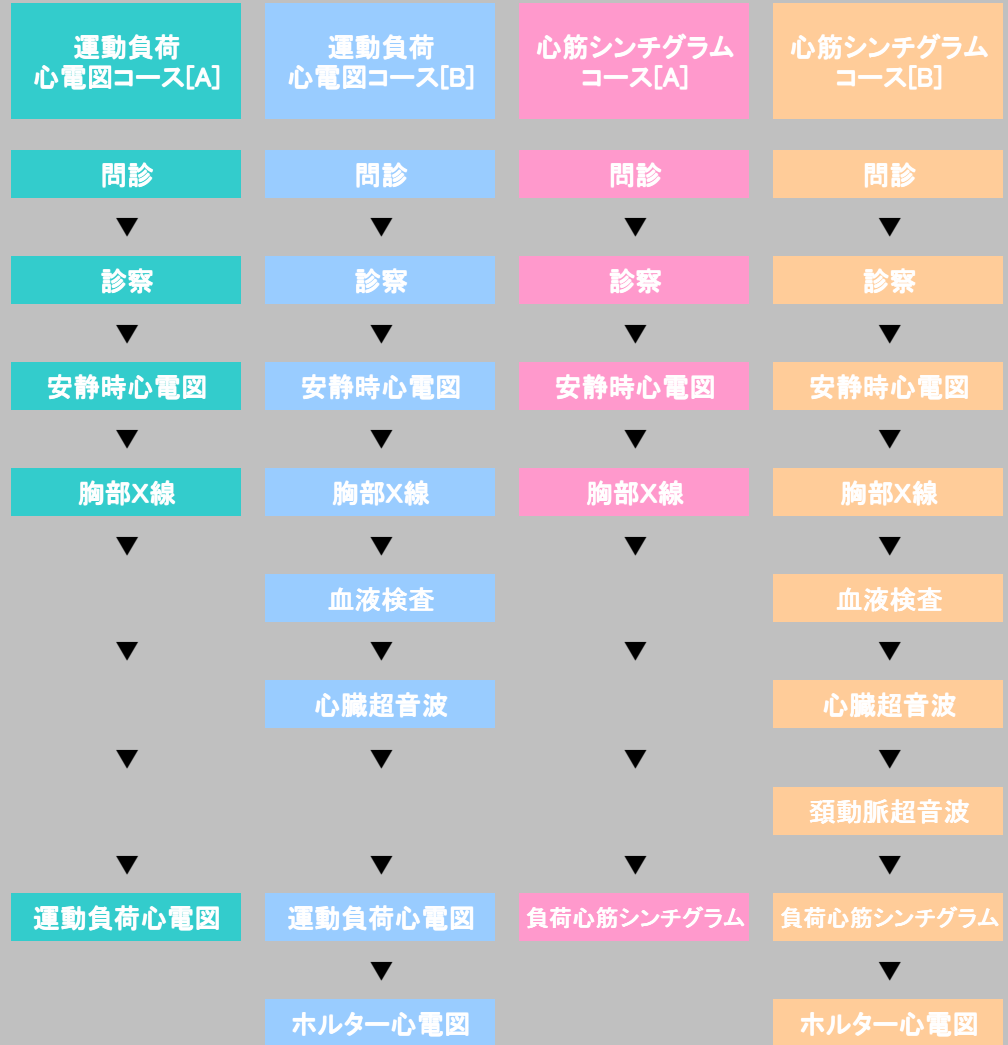 運動負荷
心電図コース[A]
問診
▼
診察
▼
安静時心電図
▼
胸部X線
▼
▼
▼
▼
運動負荷心電図
運動負荷
心電図コース[B]
問診
▼
診察
▼
安静時心電図
▼
胸部X線
▼
血液検査
▼
心臓超音波
▼
▼
運動負荷心電図
▼
ホルター心電図
心筋シンチグラム
コース[A]
問診
▼
診察
▼
安静時心電図
▼
胸部X線
▼
▼
▼
▼
負荷心筋シンチグラム
心筋シンチグラム
コース[B]
問診
▼
診察
▼
安静時心電図
▼
胸部X線
▼
血液検査
▼
心臓超音波
▼
頚動脈超音波
▼
負荷心筋シンチグラム
▼
ホルター心電図